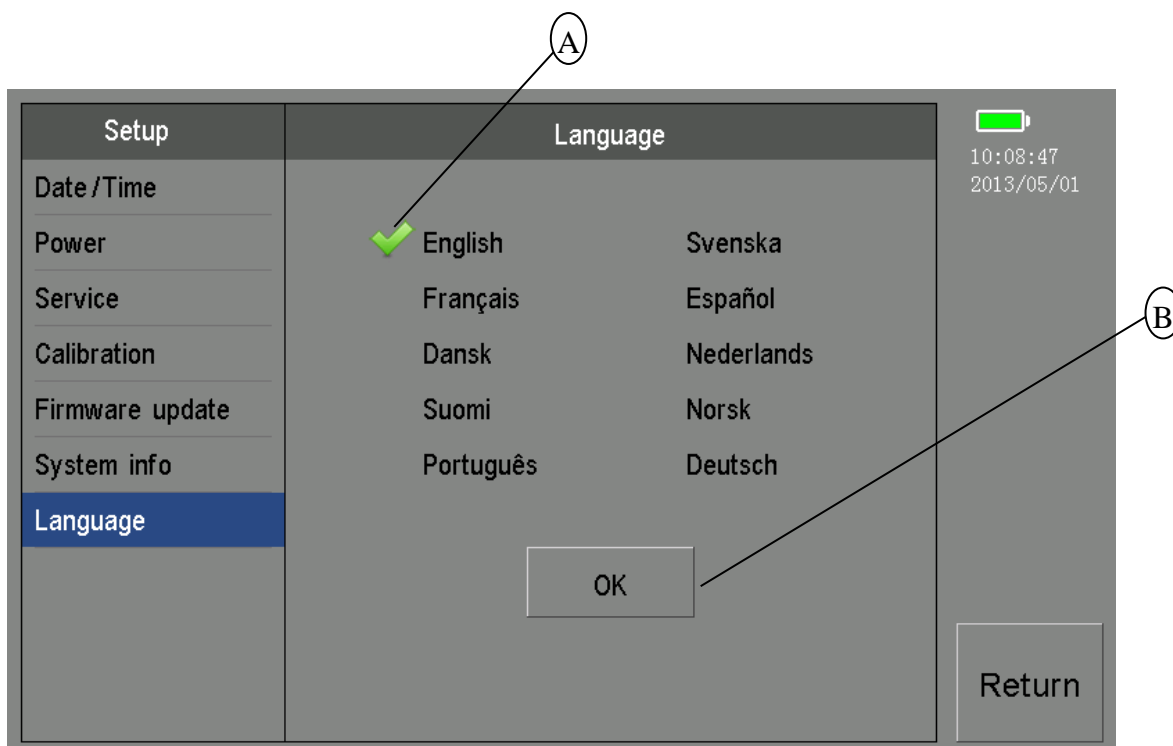 A
Setup
Language
10:08:47
2013/05/01
Date/Time
Power
Service
Calibration
Firmware update
System info
Language
English
Svenska
Français
Español
Dansk
Nederlands
Suomi
Norsk
Português
Deutsch
B
OK
Return